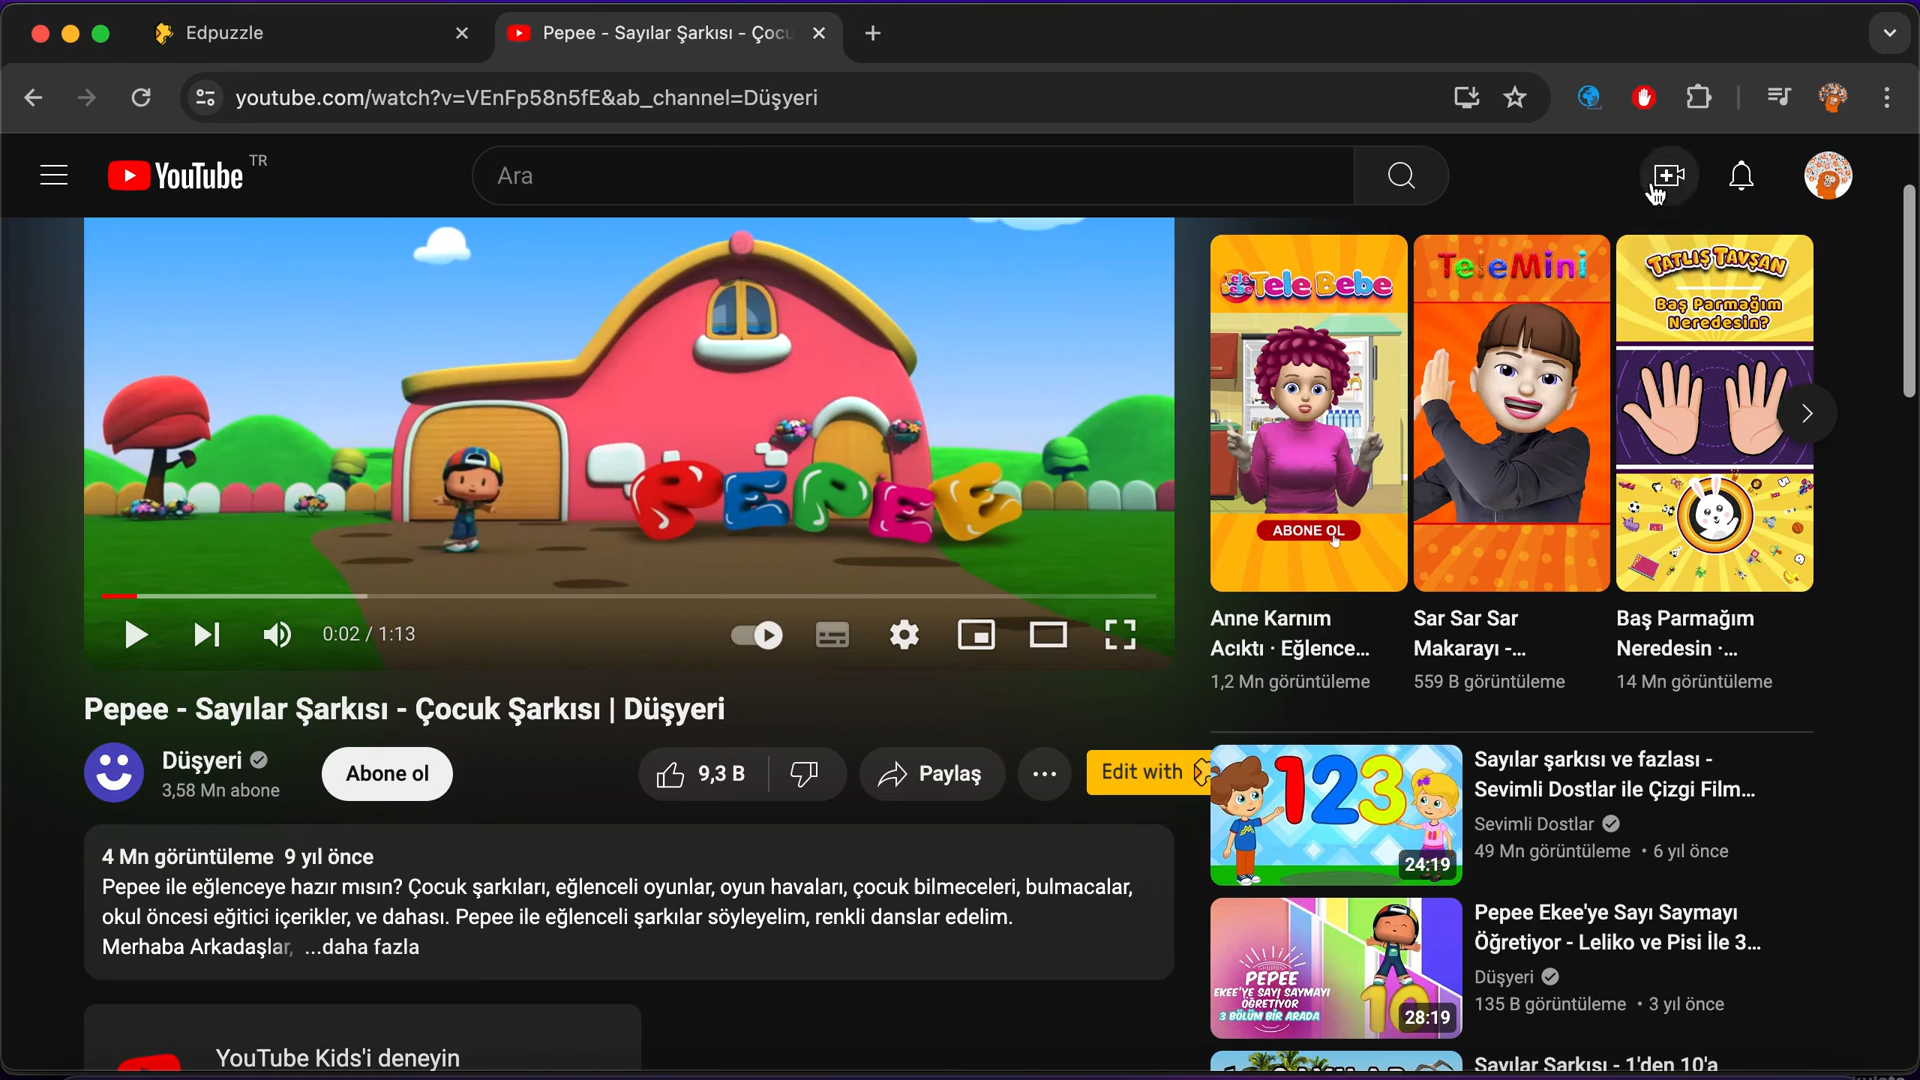 Edpuzzle
Pepee - Sayılar Şarkısı - Çocu
youtube.com/watch?v=VEnFp58n5fE&ab_channel=Düşyeri
YouTube TR
Ara
PEPEE
0:02 / 1:13
Pepee - Sayılar Şarkısı - Çocuk Şarkısı | Düşyeri
Düşyeri
3,58 Mn abone
Abone ol
9,3 B
Paylaş
Edit with
4 Mn görüntüleme 9 yıl önce
Pepee ile eğlenceye hazır mısın? Çocuk şarkıları, eğlenceli oyunlar, oyun havaları, çocuk bilmeceleri, bulmacalar,
okul öncesi eğitici içerikler, ve dahası. Pepee ile eğlenceli şarkılar söyleyelim, renkli danslar edelim.
Merhaba Arkadaşlar, ...daha fazla
YouTube Kids'i deneyin
Tele Bebe
ABONE OL
Anne Karnım
Acıktı · Eğlence...
1,2 Mn görüntüleme
TeleMini
Sar Sar Sar
Makarayı -...
559 B görüntüleme
TATLIŞ TAVŞAN
Baş Parmağım
Neredesin?
Baş Parmağım
Neredesin ·...
14 Mn görüntüleme
123
24:19
Sayılar şarkısı ve fazlası -
Sevimli Dostlar ile Çizgi Film...
Sevimli Dostlar
49 Mn görüntüleme • 6 yıl önce
PEPEE
EKEE'YE SAYI SAYMAYI
ÖĞRETİYOR
3 BÖLÜM BİR ARADA
10
28:19
Pepee Ekee'ye Sayı Saymayı
Öğretiyor - Leliko ve Pisi İle 3...
Düşyeri
135 B görüntüleme • 3 yıl önce
Sayılar Şarkısı - 1'den 10'a